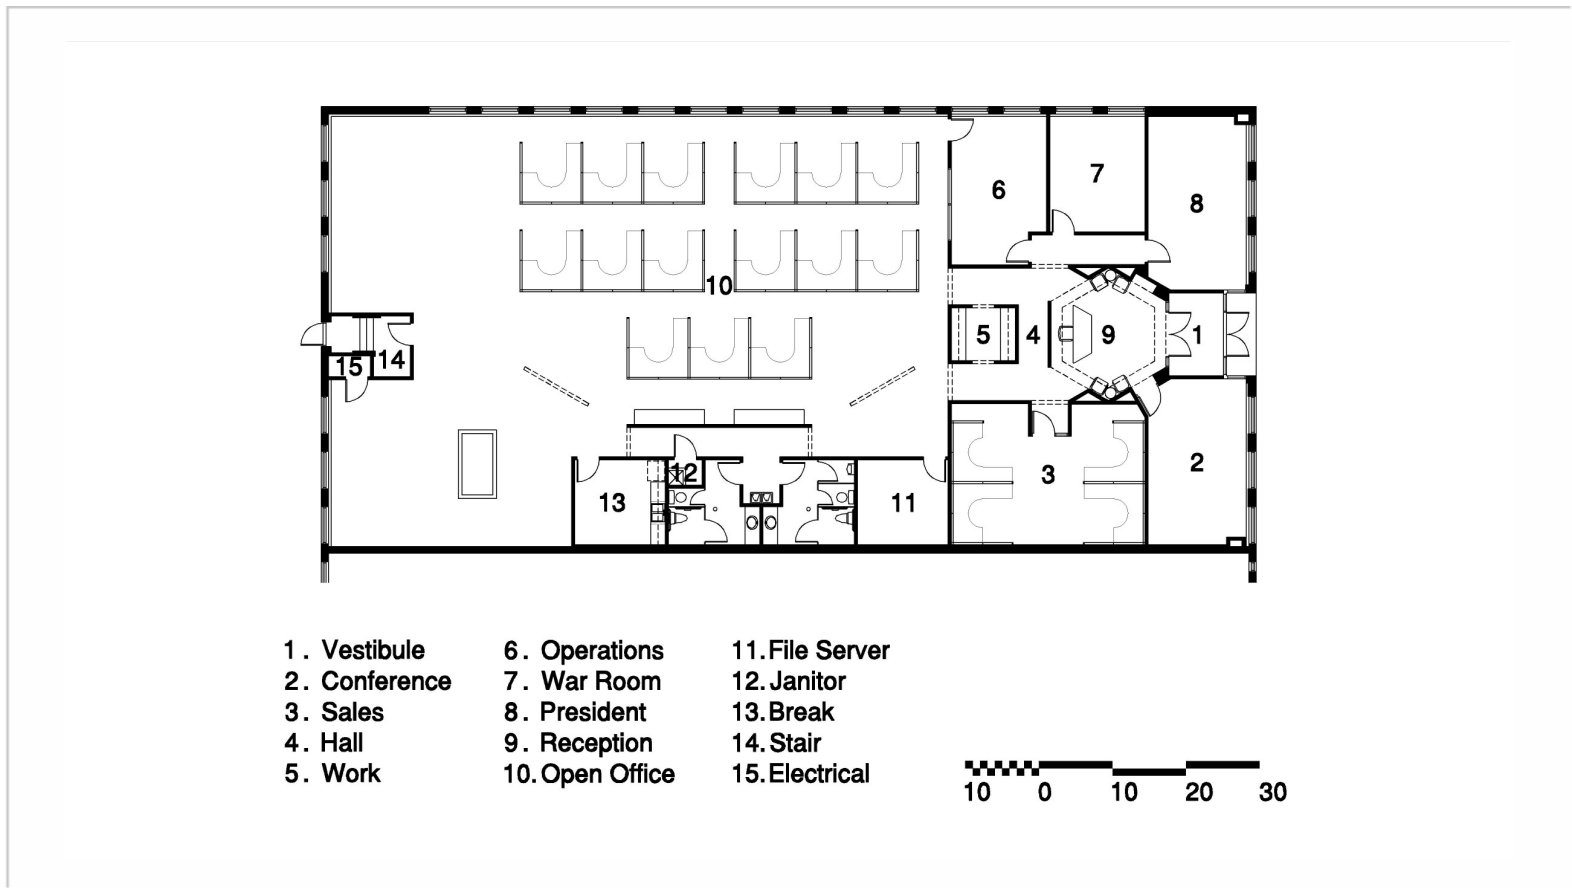 6
7
8
10
5
4
9
1
14
15
12
13
11
3
2
1. Vestibule
2. Conference
3. Sales
4. Hall
5. Work
6. Operations
7. War Room
8. President
9. Reception
10. Open Office
11. File Server
12. Janitor
13. Break
14. Stair
15. Electrical
10 0 10 20 30